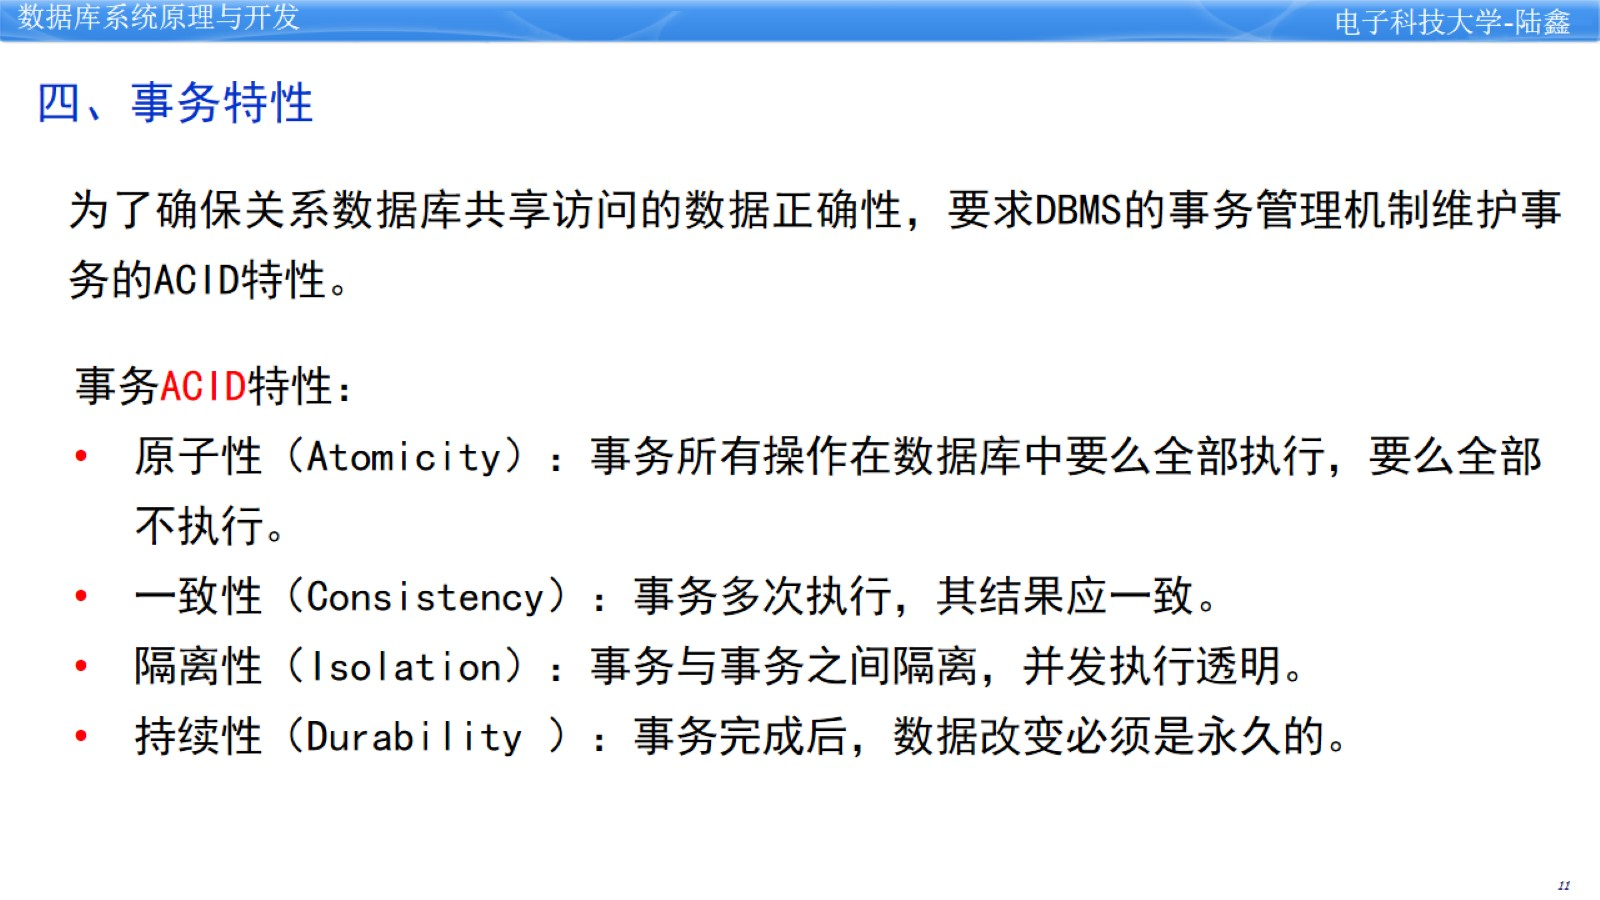 数据库系统原理与开发
电子科技大学-陆鑫
四、事务特性
为了确保关系数据库共享访问的数据正确性，要求DBMS的事务管理机制维护事
务的ACID特性。
事务ACID特性：
• 原子性（Atomicity）：事务所有操作在数据库中要么全部执行，要么全部
不执行。
• 一致性（Consistency）：事务多次执行，其结果应一致。
• 隔离性（Isolation）：事务与事务之间隔离，并发执行透明。
• 持续性（Durability ）：事务完成后，数据改变必须是永久的。
11